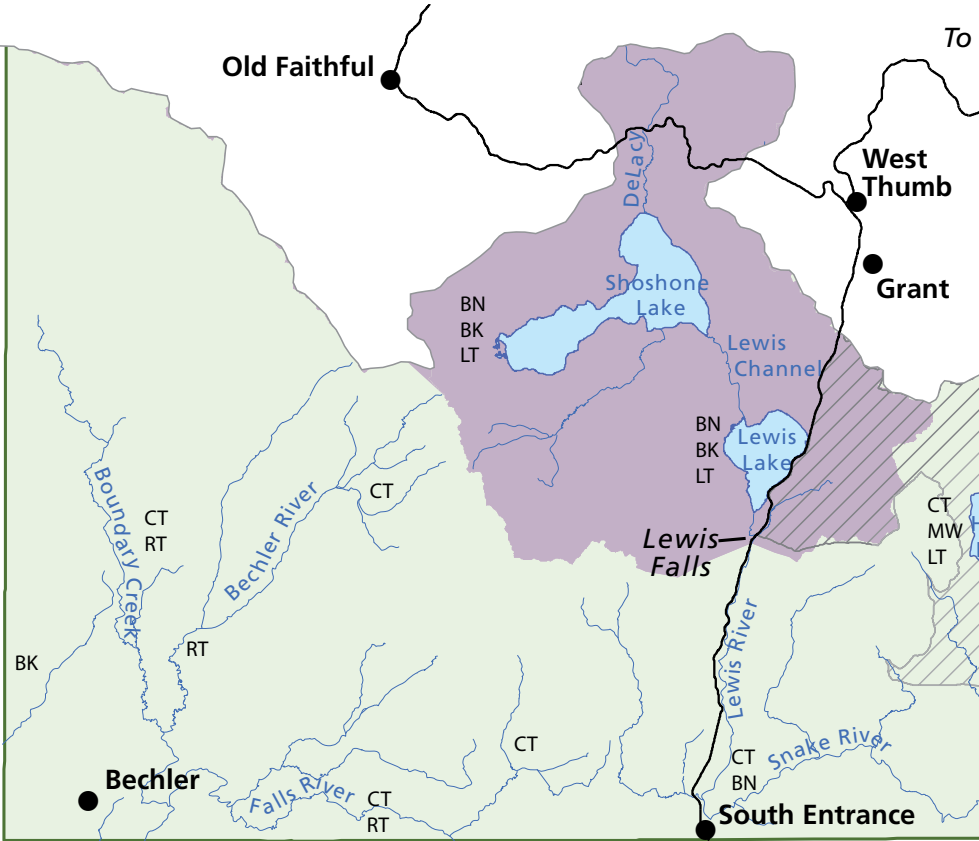 To
Old Faithful
West
Thumb
DeLacy
Grant
Shoshone
Lake
BN
BK
LT
Lewis
Channel
BN
BK
LT
Lewis
Lake
CT
Boundary Creek
Bechler River
CT
RT
CT
MW
LT
Lewis
Falls
RT
BK
Lewis River
CT
Snake River
CT
BN
Bechler
Falls River
CT
RT
South Entrance